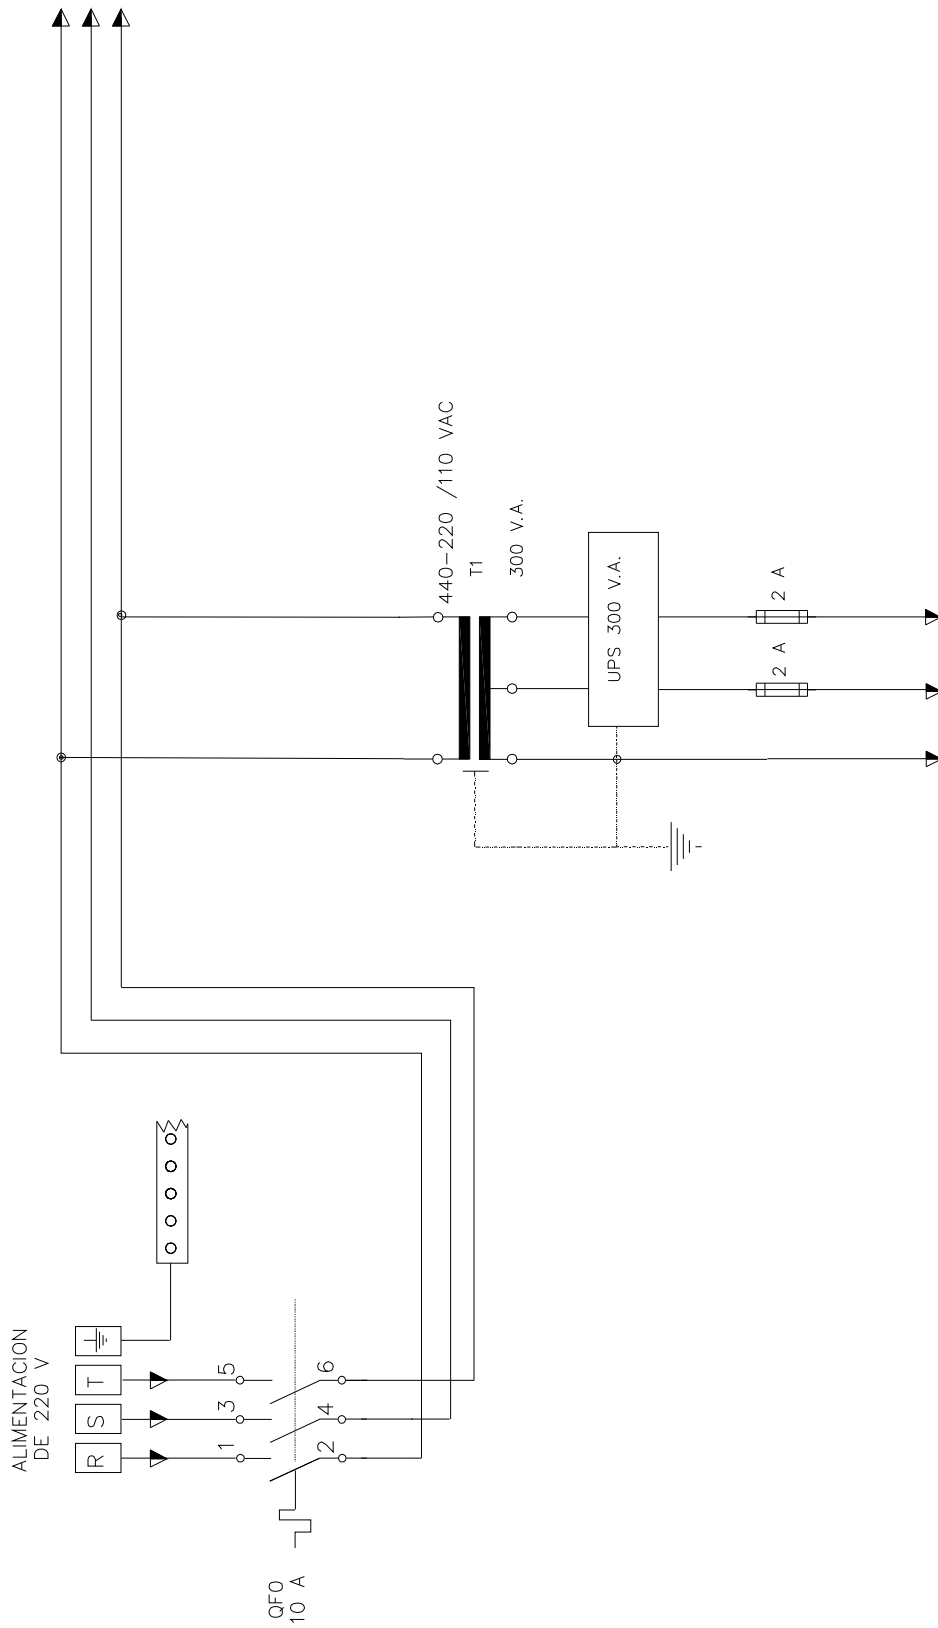 ALIMENTACION
DE 220 V
R
S
T
1
3
5
2
4
6
QF0
10 A
440-220 /110 VAC
T1
300 V.A.
UPS 300 V.A.
2 A
2 A